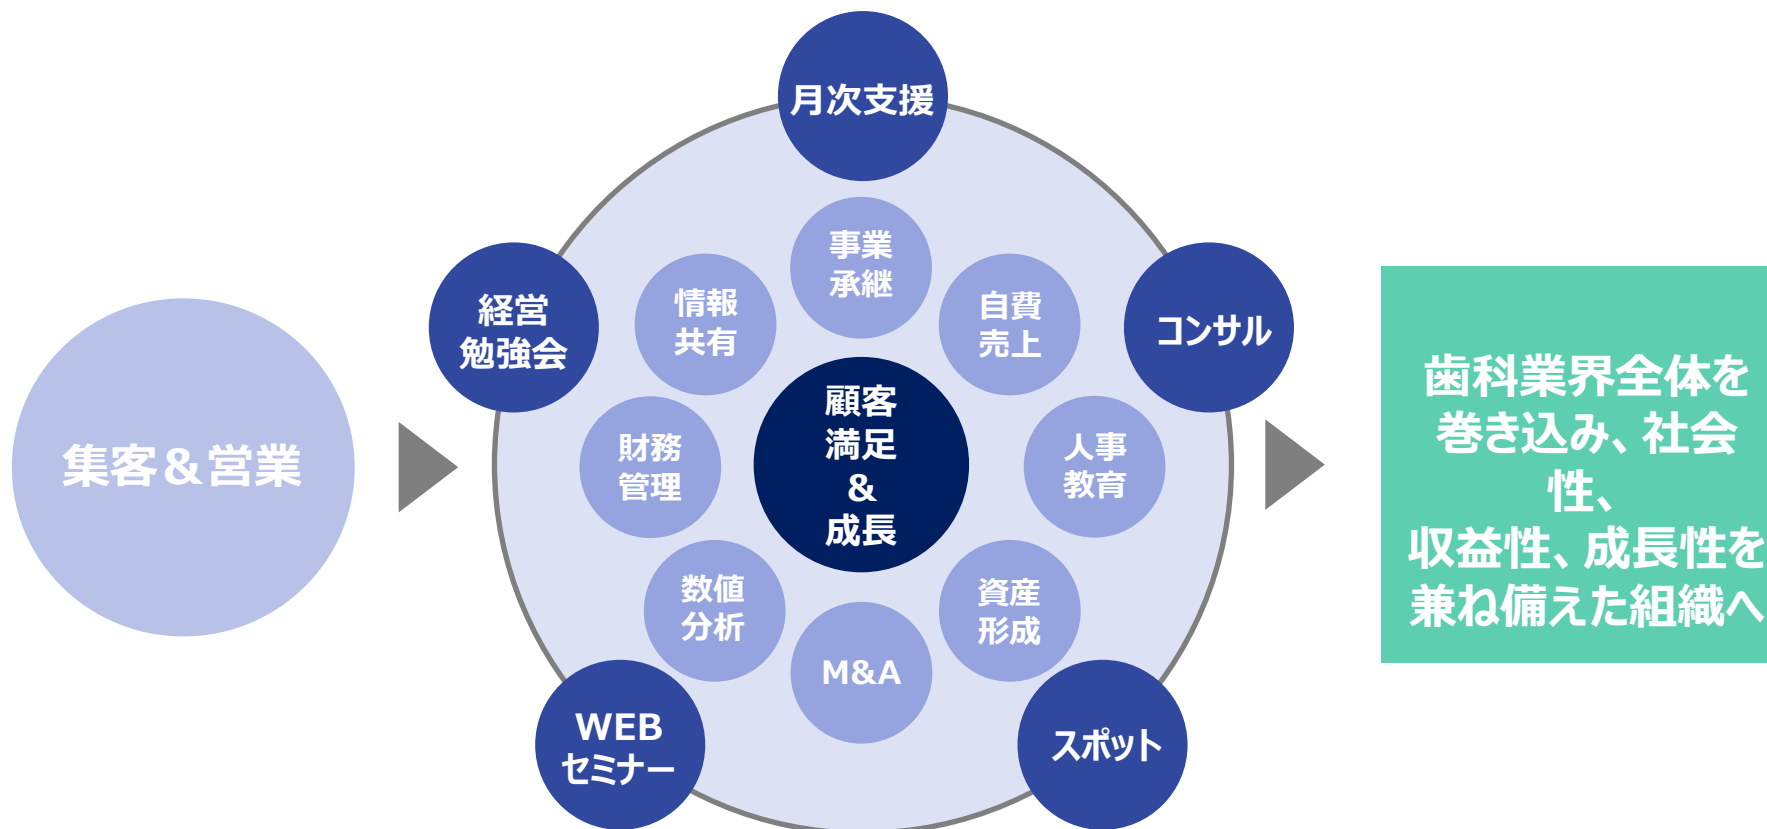 集客＆営業
月次支援
経営
勉強会
コンサル
WEB
セミナー
スポット
事業
承継
情報
共有
自費
売上
財務
管理
人事
教育
数値
分析
資産
形成
M&A
顧客
満足
&
成長
歯科業界全体を
巻き込み、社会
性、
収益性、成長性を
兼ね備えた組織へ